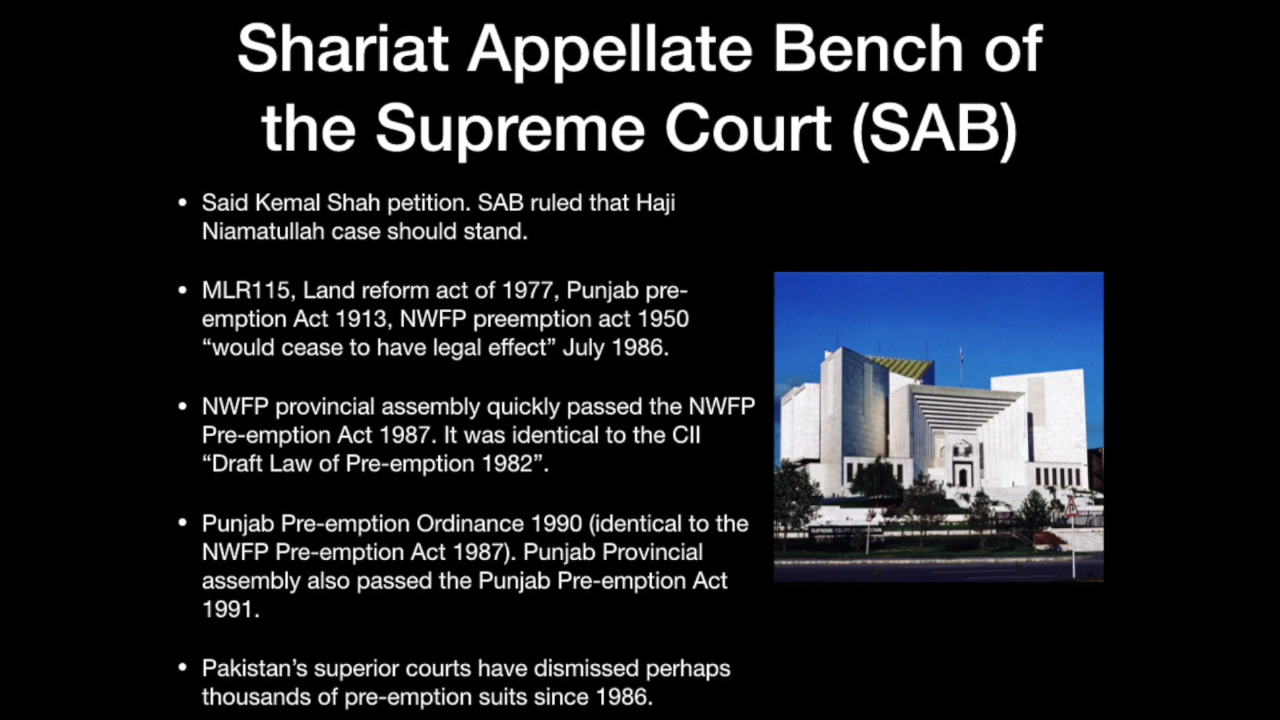 Shariat Appellate Bench of
the Supreme Court (SAB)
• Said Kemal Shah petition. SAB ruled that Haji
Niamatullah case should stand.
• MLR115, Land reform act of 1977, Punjab pre-
emption Act 1913, NWFP preemption act 1950
“would cease to have legal effect” July 1986.
• NWFP provincial assembly quickly passed the NWFP
Pre-emption Act 1987. It was identical to the CII
“Draft Law of Pre-emption 1982”.
• Punjab Pre-emption Ordinance 1990 (identical to the
NWFP Pre-emption Act 1987). Punjab Provincial
assembly also passed the Punjab Pre-emption Act
1991.
• Pakistan’s superior courts have dismissed perhaps
thousands of pre-emption suits since 1986.